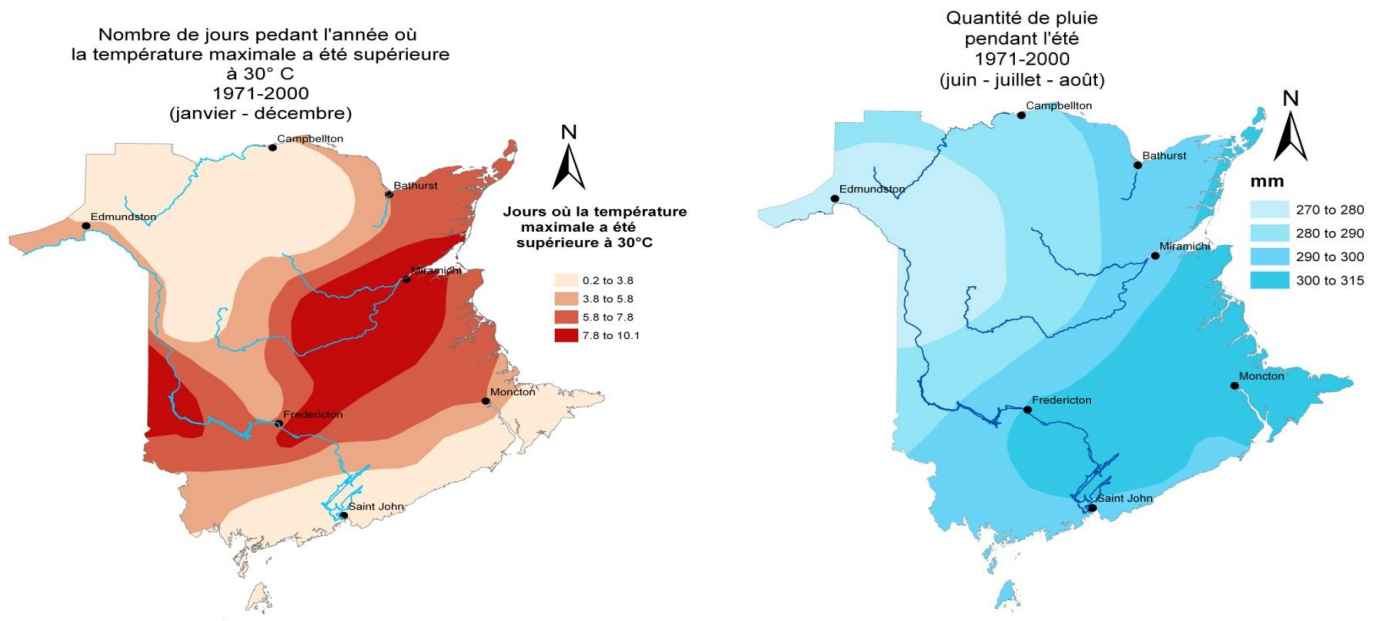 Nombre de jours pedant l'année où
la température maximale a été supérieure
à 30° C
1971-2000
(janvier - décembre)
Campbellton
N
Bathurst
Edmundston
Jours où la température
maximale a été
supérieure à 30°C
Miramichi
0.2 to 3.8
3.8 to 5.8
5.8 to 7.8
7.8 to 10.1
Moncton
Fredericton
Saint John
Quantité de pluie
pendant l'été
1971-2000
(juin - juillet - août)
Campbellton
N
Bathurst
mm
Edmundston
270 to 280
280 to 290
290 to 300
300 to 315
Miramichi
Moncton
Fredericton
Saint John